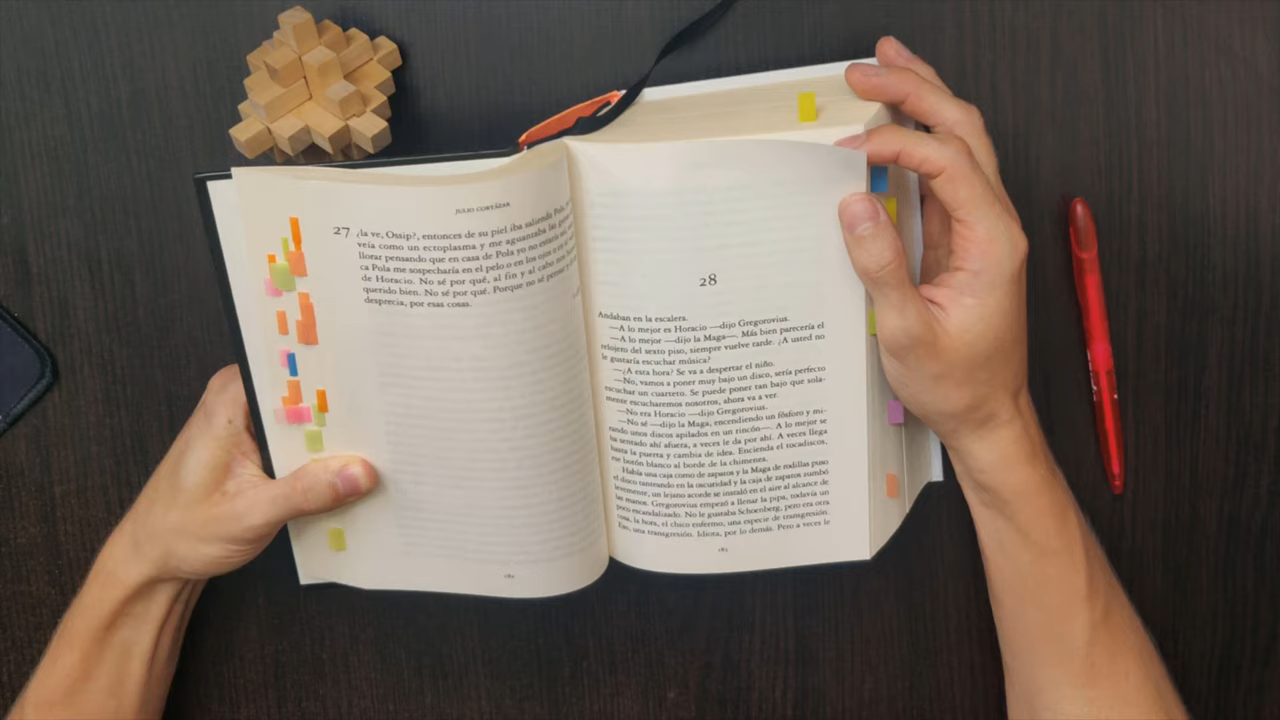 JULIO CORTÁZAR
27 ¿la ve, Ossip?, entonces de su piel iba saliendo Pola,
veía como un ectoplasma y me aguantaba las ganas
llorar pensando que en casa de Pola yo no estaría
ca Pola me sospecharía en el pelo o en los ojos o en
de Horacio. No sé por qué, al fin y al cabo nos
querido bien. No sé por qué. Porque no sé pensar y
desprecia, por esas cosas.
28
Andaban en la escalera.
—A lo mejor es Horacio —dijo Gregorovius.
—A lo mejor —dijo la Maga—. Más bien parecería el
relojero del sexto piso, siempre vuelve tarde. ¿A usted no
le gustaría escuchar música?
—¿A esta hora? Se va a despertar el niño.
—No, vamos a poner muy bajo un disco, sería perfecto
escuchar un cuarteto. Se puede poner tan bajo que sola-
mente escucharemos nosotros, ahora va a ver.
—No era Horacio —dijo Gregorovius.
—No sé —dijo la Maga, encendiendo un fósforo y mi-
rando unos discos apilados en un rincón—. A lo mejor se
ha sentado ahí afuera, a veces le da por ahí. A veces llega
hasta la puerta y cambia de idea. Encienda el tocadiscos,
ese botón blanco al borde de la chimenea.
Había una caja como de zapatos y la Maga de rodillas puso
el disco tanteando en la oscuridad y la caja de zapatos zumbó
levemente, un lejano acorde se instaló en el aire al alcance de
las manos. Gregorovius empezó a llenar la pipa, todavía un
poco escandalizado. No le gustaba Schoenberg, pero era otra
cosa, la hora, el chico enfermo, una especie de transgresión.
Eso, una transgresión. Idiota, por lo demás. Pero a veces le